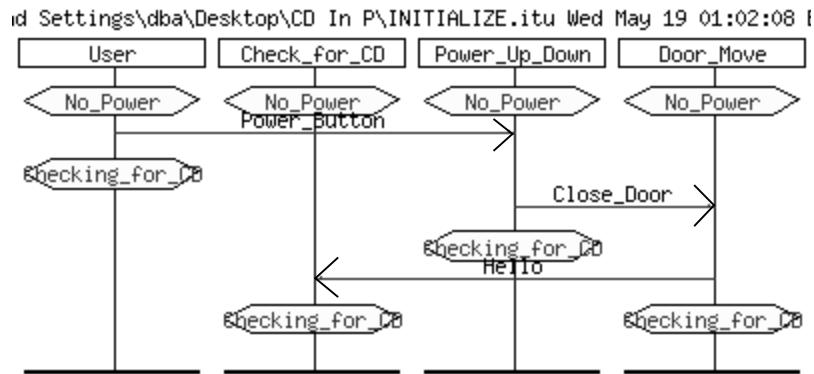 nd Settings\dba\Desktop\CD In P\INITIALIZE.itu Wed May 19 01:02:08 E
User Check_for_CD Power_Up_Down Door_Move
No_Power No_Power No_Power No_Power
Power_Button
Checking_for_CD
Close_Door
Checking_for_CD
Hello
Checking_for_CD Checking_for_CD